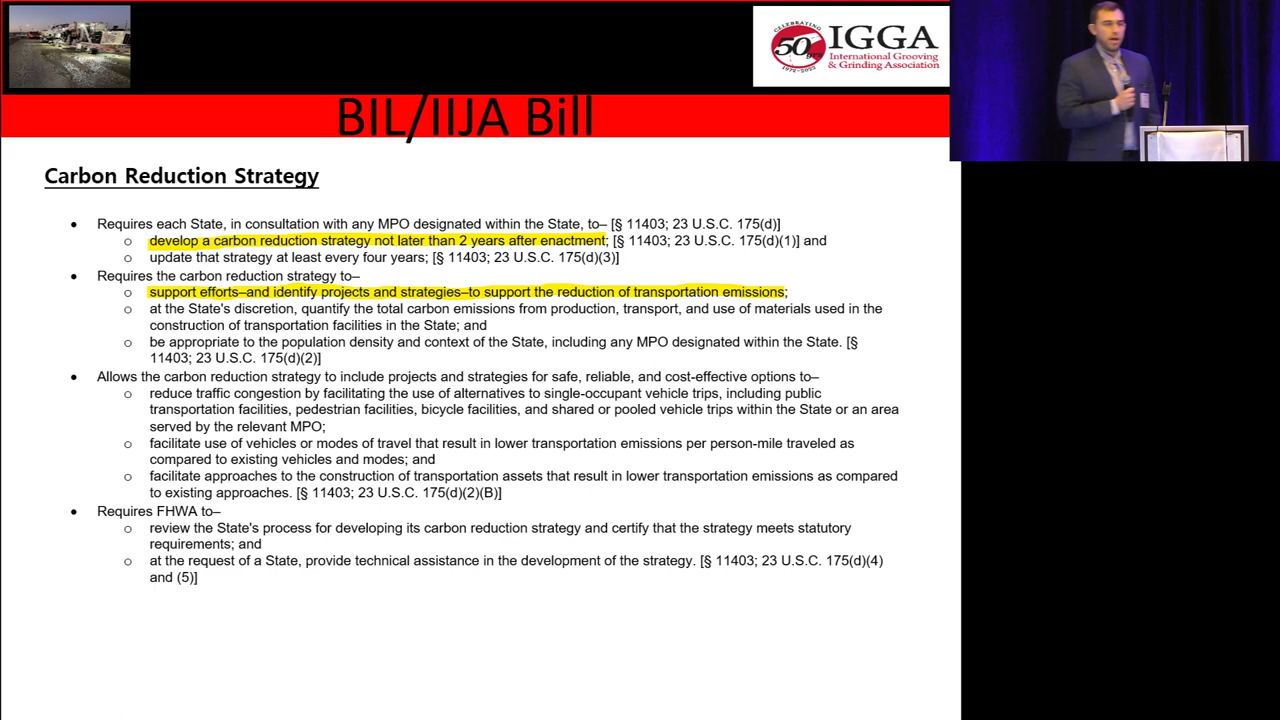 CELEBRATING
50 yrs
1972-2022
IGGA
International Grooving
& Grinding Association
BIL/IIJA Bill
Carbon Reduction Strategy
• Requires each State, in consultation with any MPO designated within the State, to– [§ 11403; 23 U.S.C. 175(d)]
o develop a carbon reduction strategy not later than 2 years after enactment; [§ 11403; 23 U.S.C. 175(d)(1)] and
o update that strategy at least every four years; [§ 11403; 23 U.S.C. 175(d)(3)]
• Requires the carbon reduction strategy to–
o support efforts–and identify projects and strategies–to support the reduction of transportation emissions;
o at the State's discretion, quantify the total carbon emissions from production, transport, and use of materials used in the
construction of transportation facilities in the State; and
o be appropriate to the population density and context of the State, including any MPO designated within the State. [§
11403; 23 U.S.C. 175(d)(2)]
• Allows the carbon reduction strategy to include projects and strategies for safe, reliable, and cost-effective options to–
o reduce traffic congestion by facilitating the use of alternatives to single-occupant vehicle trips, including public
transportation facilities, pedestrian facilities, bicycle facilities, and shared or pooled vehicle trips within the State or an area
served by the relevant MPO;
o facilitate use of vehicles or modes of travel that result in lower transportation emissions per person-mile traveled as
compared to existing vehicles and modes; and
o facilitate approaches to the construction of transportation assets that result in lower transportation emissions as compared
to existing approaches. [§ 11403; 23 U.S.C. 175(d)(2)(B)]
• Requires FHWA to–
o review the State's process for developing its carbon reduction strategy and certify that the strategy meets statutory
requirements; and
o at the request of a State, provide technical assistance in the development of the strategy. [§ 11403; 23 U.S.C. 175(d)(4)
and (5)]